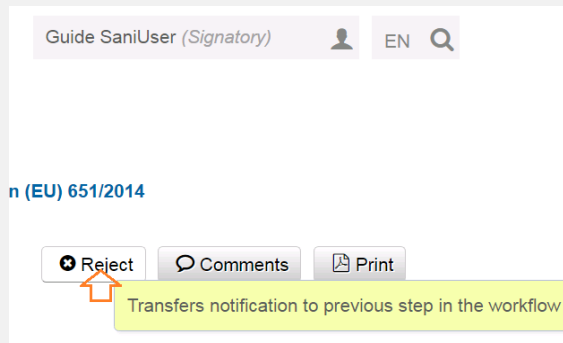 Guide SaniUser (Signatory)
EN
n (EU) 651/2014
Reject
Comments
Print
Transfers notification to previous step in the workflow